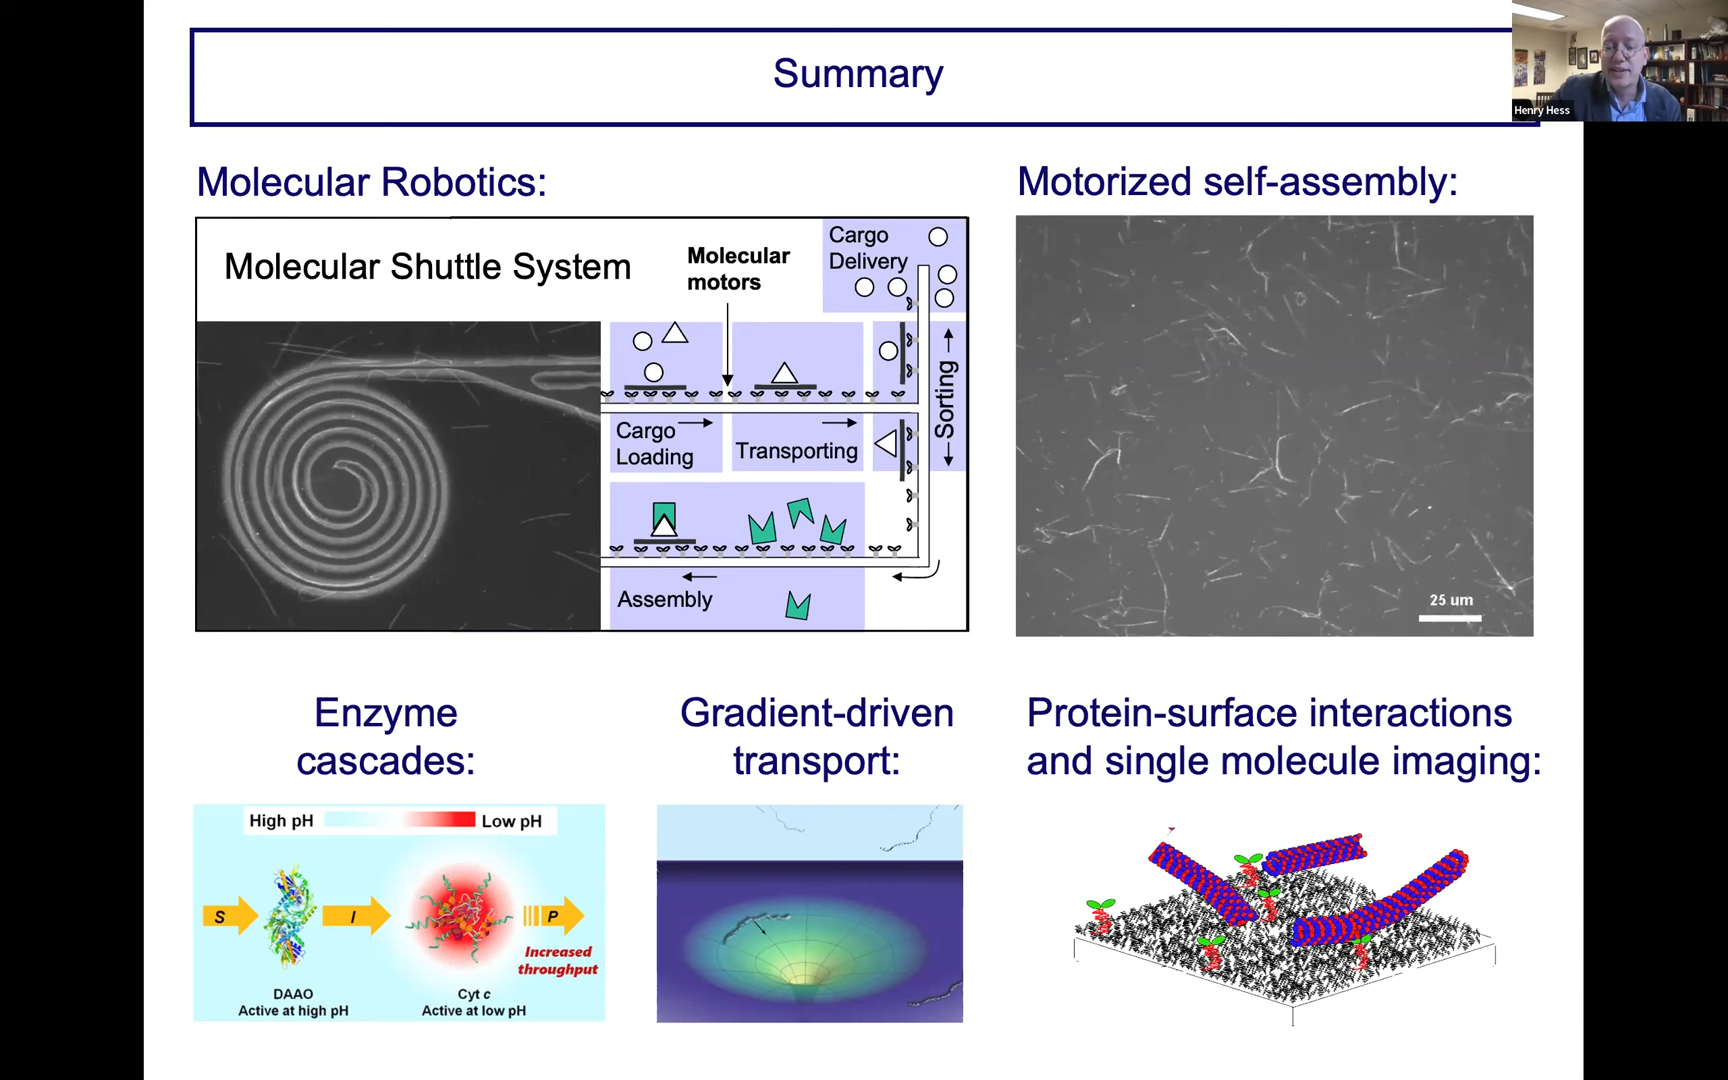 Summary
Henry Hess
Molecular Robotics:
Molecular Shuttle System
Molecular
motors
Cargo
Delivery
Sorting
Cargo
Loading
Transporting
Assembly
Motorized self-assembly:
25 um
Enzyme
cascades:
High pH
Low pH
S
I
P
Increased
throughput
DAAO
Active at high pH
Cyt c
Active at low pH
Gradient-driven
transport:
Protein-surface interactions
and single molecule imaging: